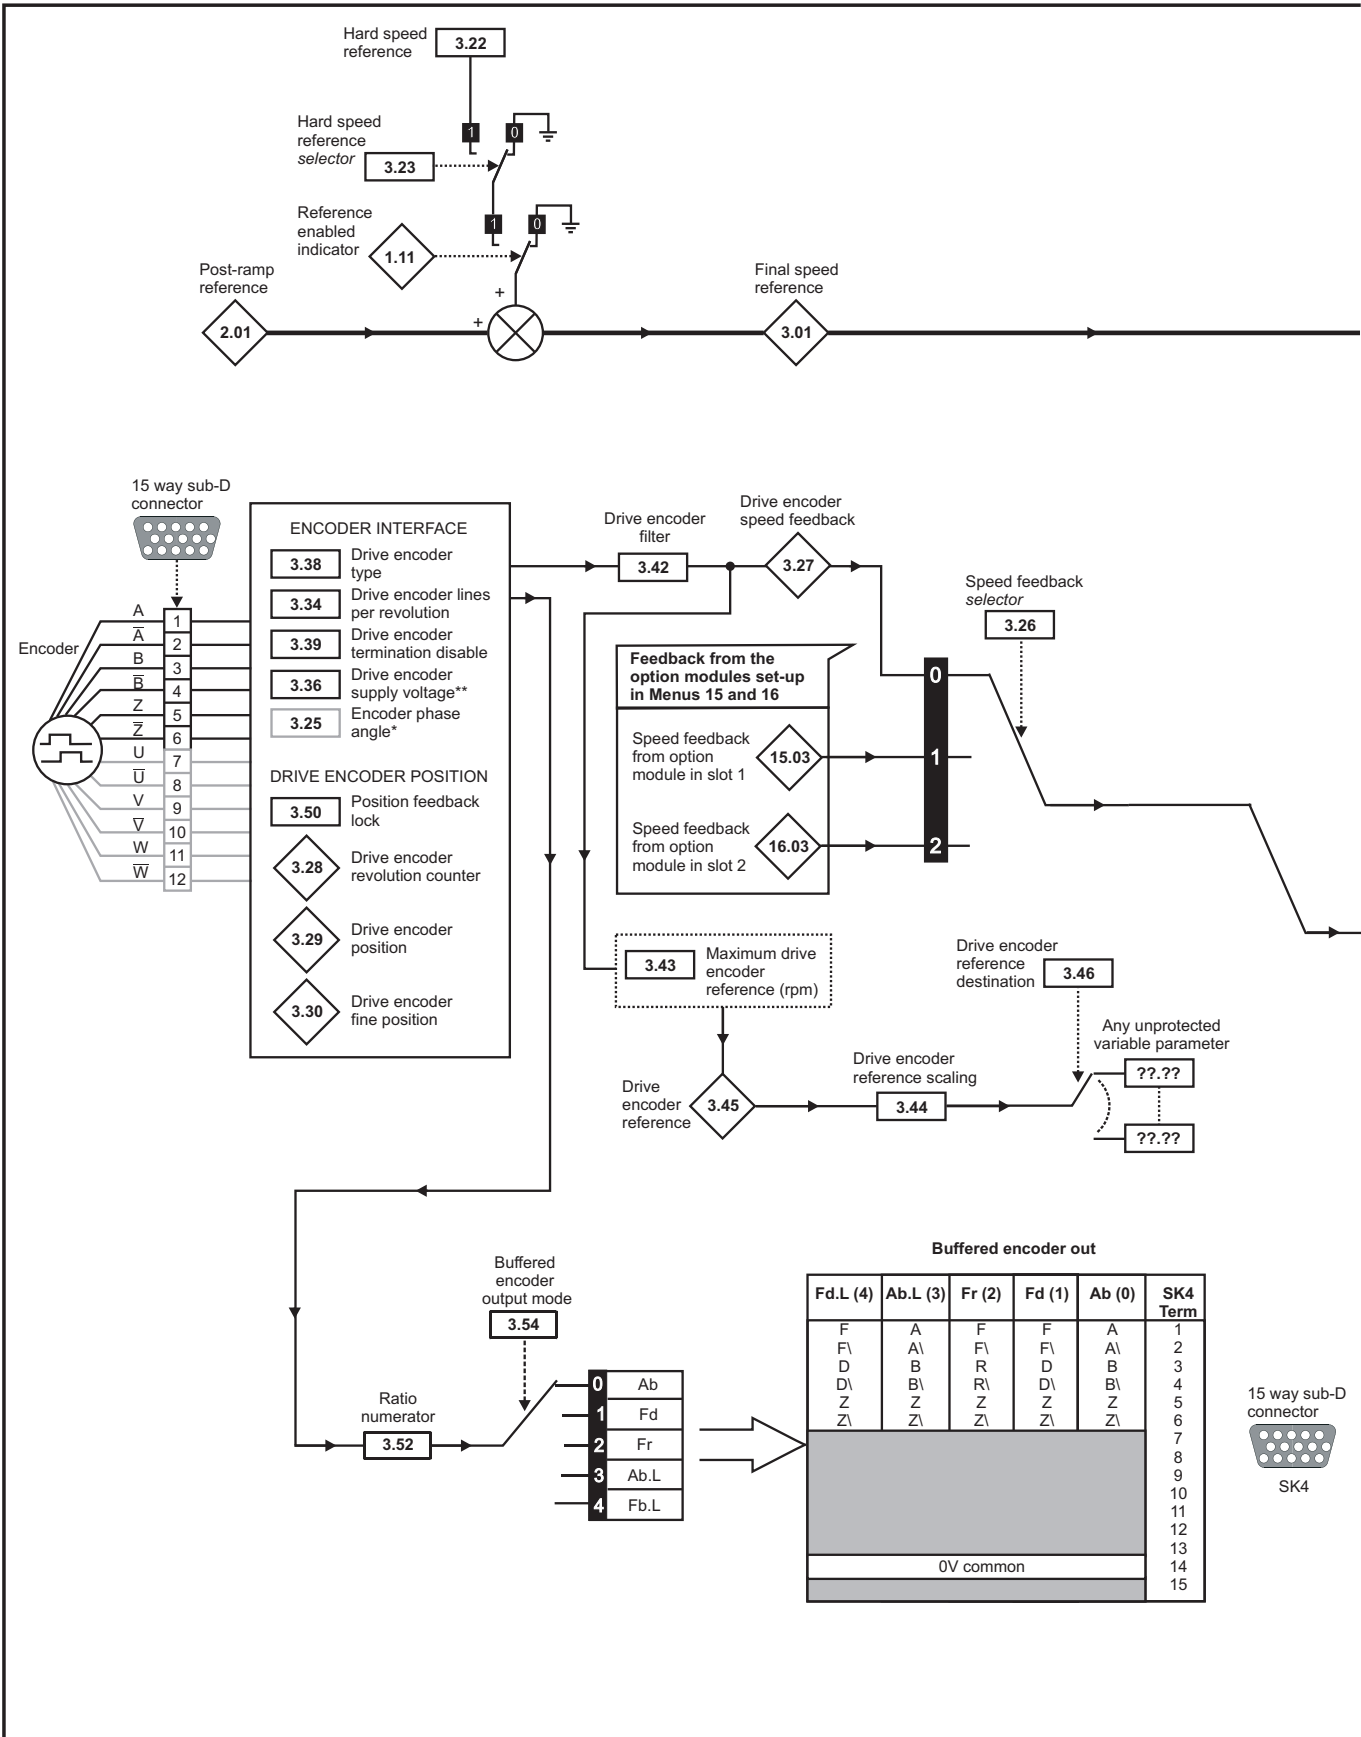 Hard speed
reference
3.22
Hard speed
reference
selector
1
0
3.23
Reference
enabled
indicator
1
0
1.11
Post-ramp
reference
+
+
2.01
Final speed
reference
3.01
15 way sub-D
connector
Encoder
A
A̅
B
B̅
Z
Z̅
U
U̅
V
V̅
W
W̅
1
2
3
4
5
6
7
8
9
10
11
12
ENCODER INTERFACE
3.38 Drive encoder
type
3.34 Drive encoder lines
per revolution
3.39 Drive encoder
termination disable
3.36 Drive encoder
supply voltage**
3.25 Encoder phase
angle*
DRIVE ENCODER POSITION
3.50 Position feedback
lock
3.28 Drive encoder
revolution counter
3.29 Drive encoder
position
3.30 Drive encoder
fine position
Drive encoder
filter
3.42
Drive encoder
speed feedback
3.27
Speed feedback
selector
3.26
Feedback from the
option modules set-up
in Menus 15 and 16
Speed feedback
from option
module in slot 1
15.03
Speed feedback
from option
module in slot 2
16.03
0
1
2
3.43
Maximum drive
encoder
reference (rpm)
Drive encoder
reference
destination
3.46
Any unprotected
variable parameter
??.??
??.??
Drive
encoder
reference
3.45
Drive encoder
reference scaling
3.44
Buffered
encoder
output mode
3.54
Ratio
numerator
3.52
0 Ab
1 Fd
2 Fr
3 Ab.L
4 Fb.L
Buffered encoder out
Fd.L (4) Ab.L (3) Fr (2) Fd (1) Ab (0) SK4
Term
F A F F A 1
F\ A\ F\ F\ A\ 2
D B R D B 3
D\ B\ R\ D\ B\ 4
Z Z Z Z Z 5
Z\ Z\ Z\ Z\ Z\ 6
7
8
9
10
11
12
13
0V common 14
15
15 way sub-D
connector
SK4